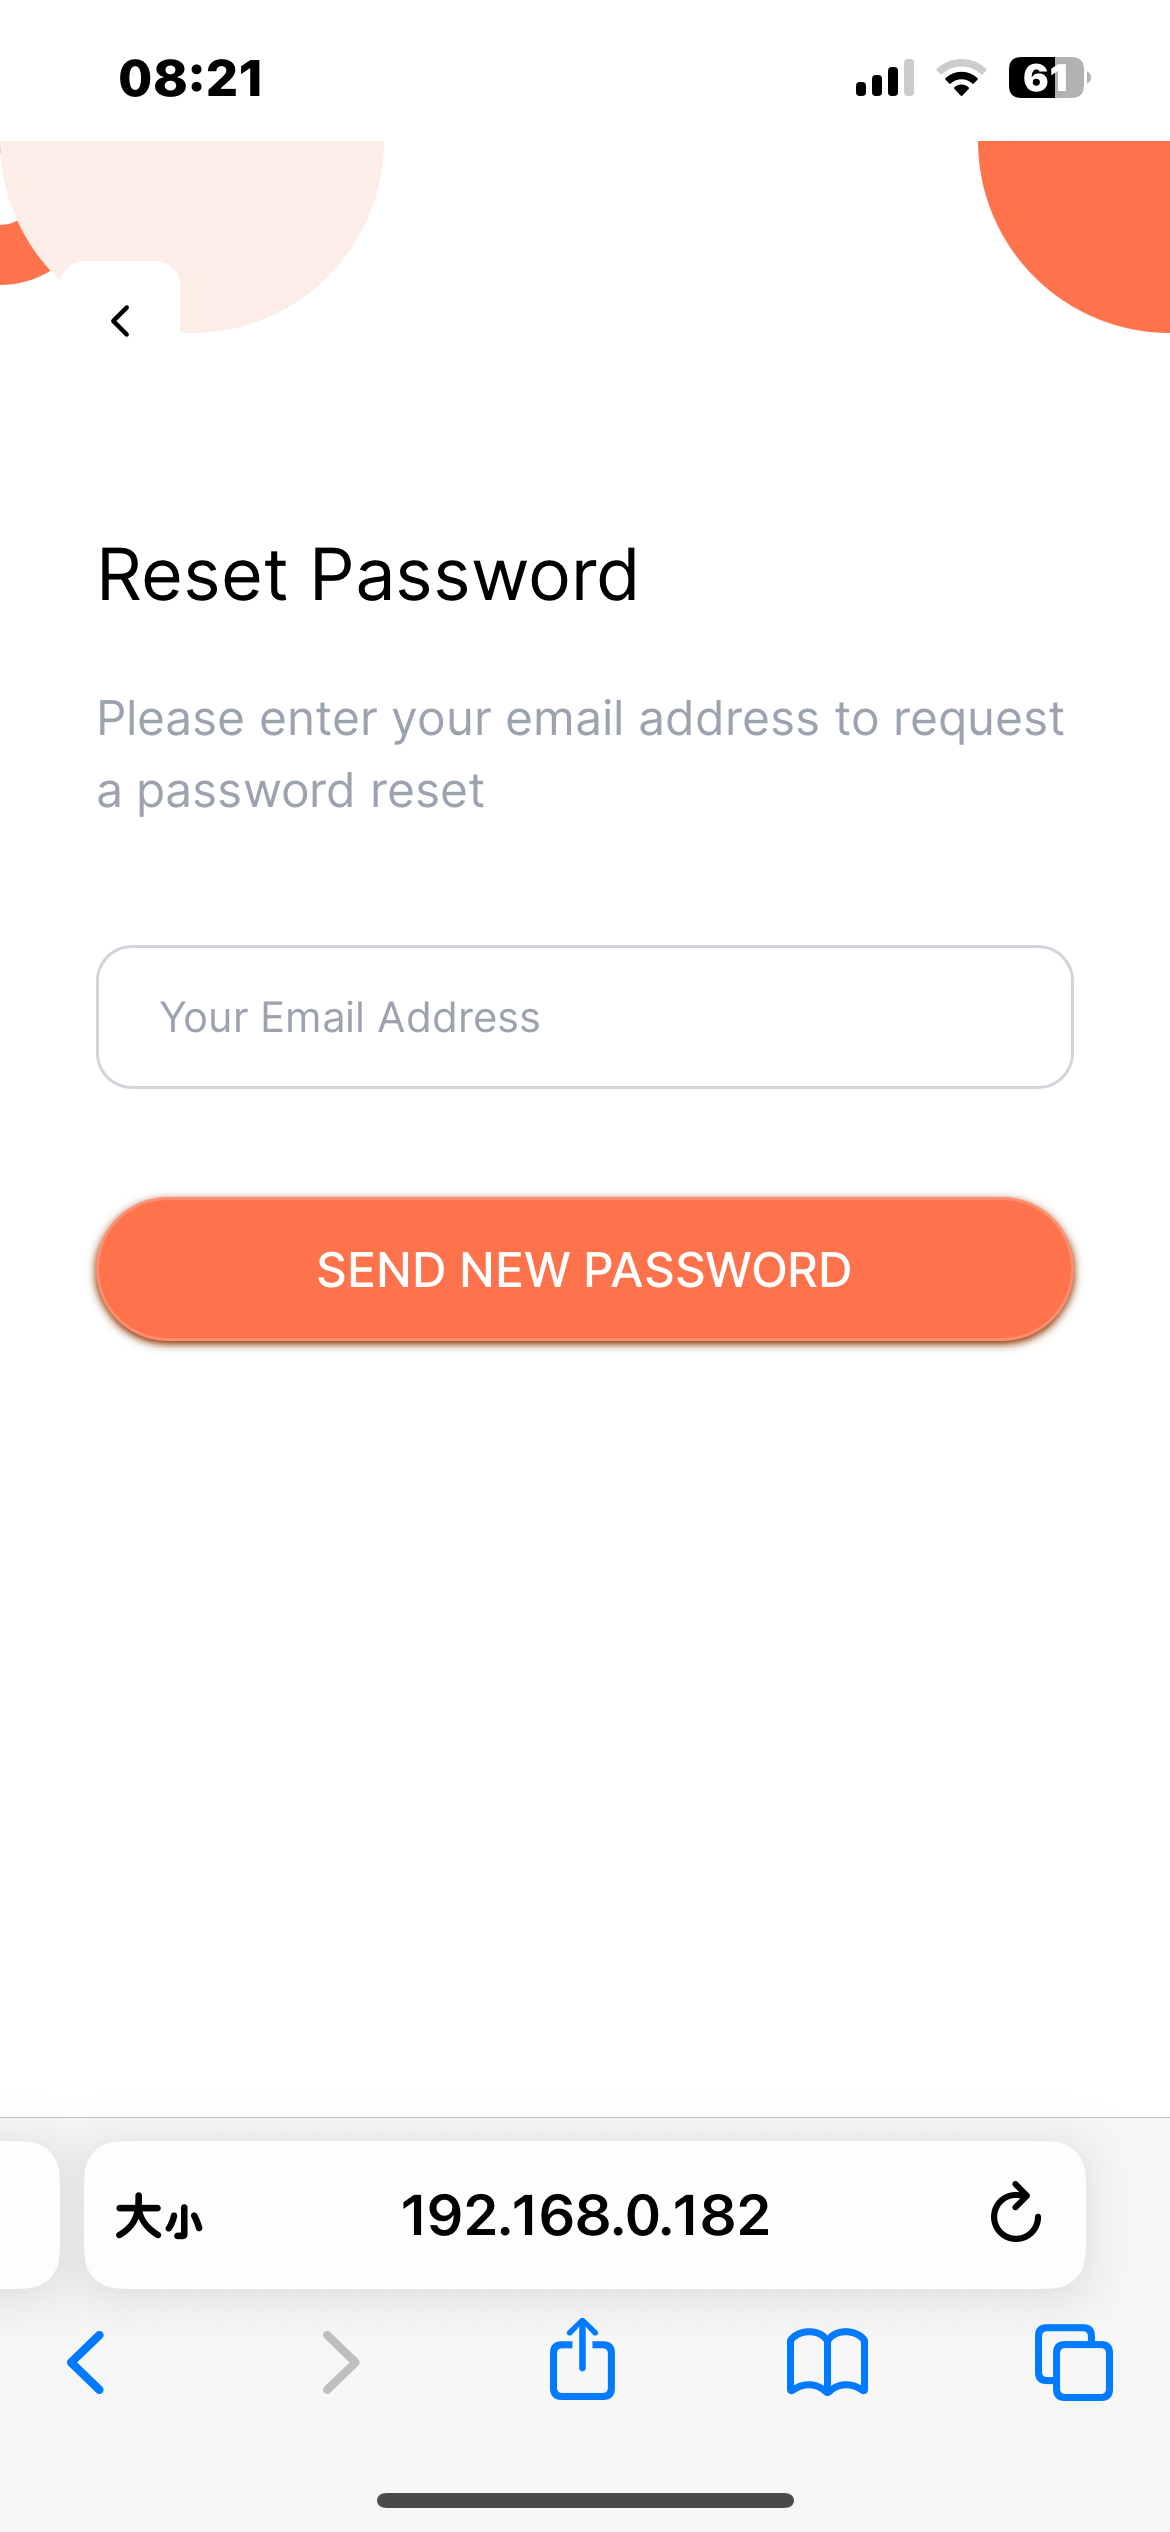 08:21
61
Reset Password
Please enter your email address to request
a password reset
Your Email Address
SEND NEW PASSWORD
大小
192.168.0.182